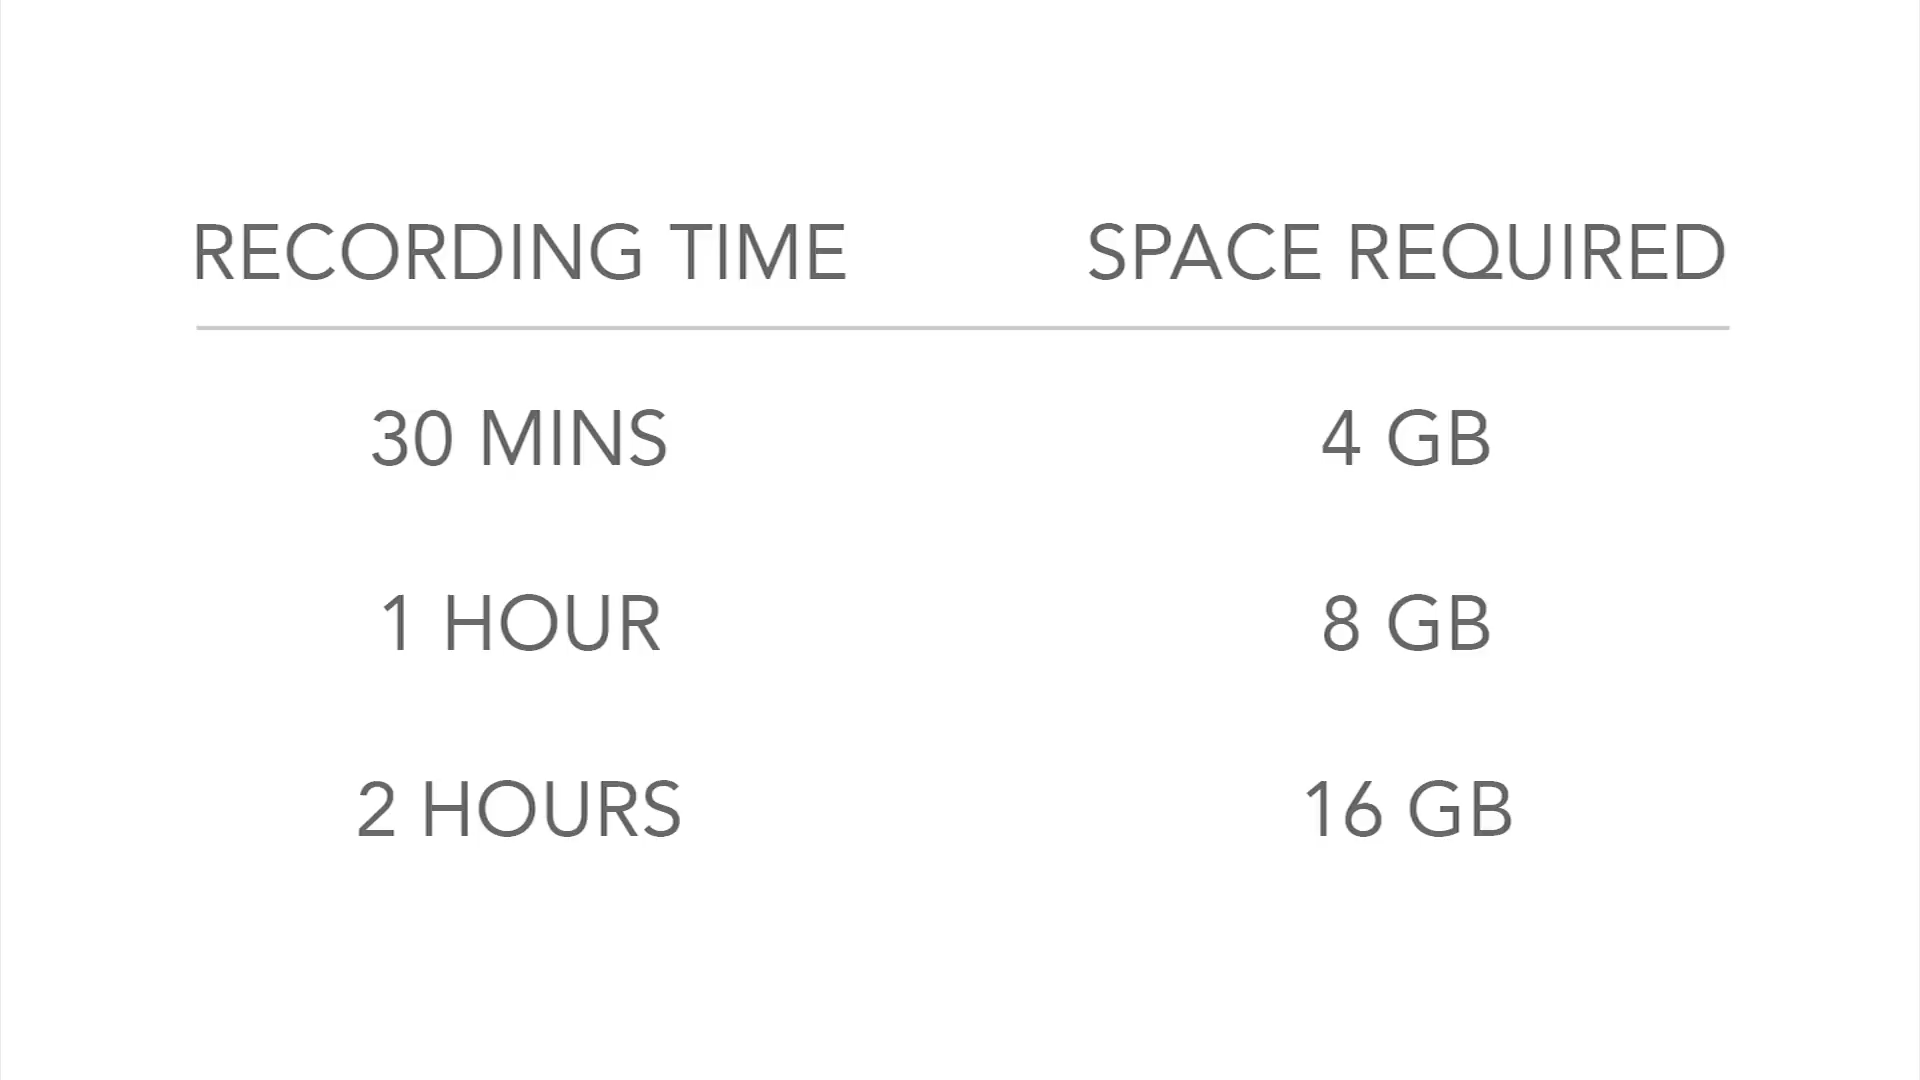 RECORDING TIME SPACE REQUIRED
30 MINS 4 GB
1 HOUR 8 GB
2 HOURS 16 GB